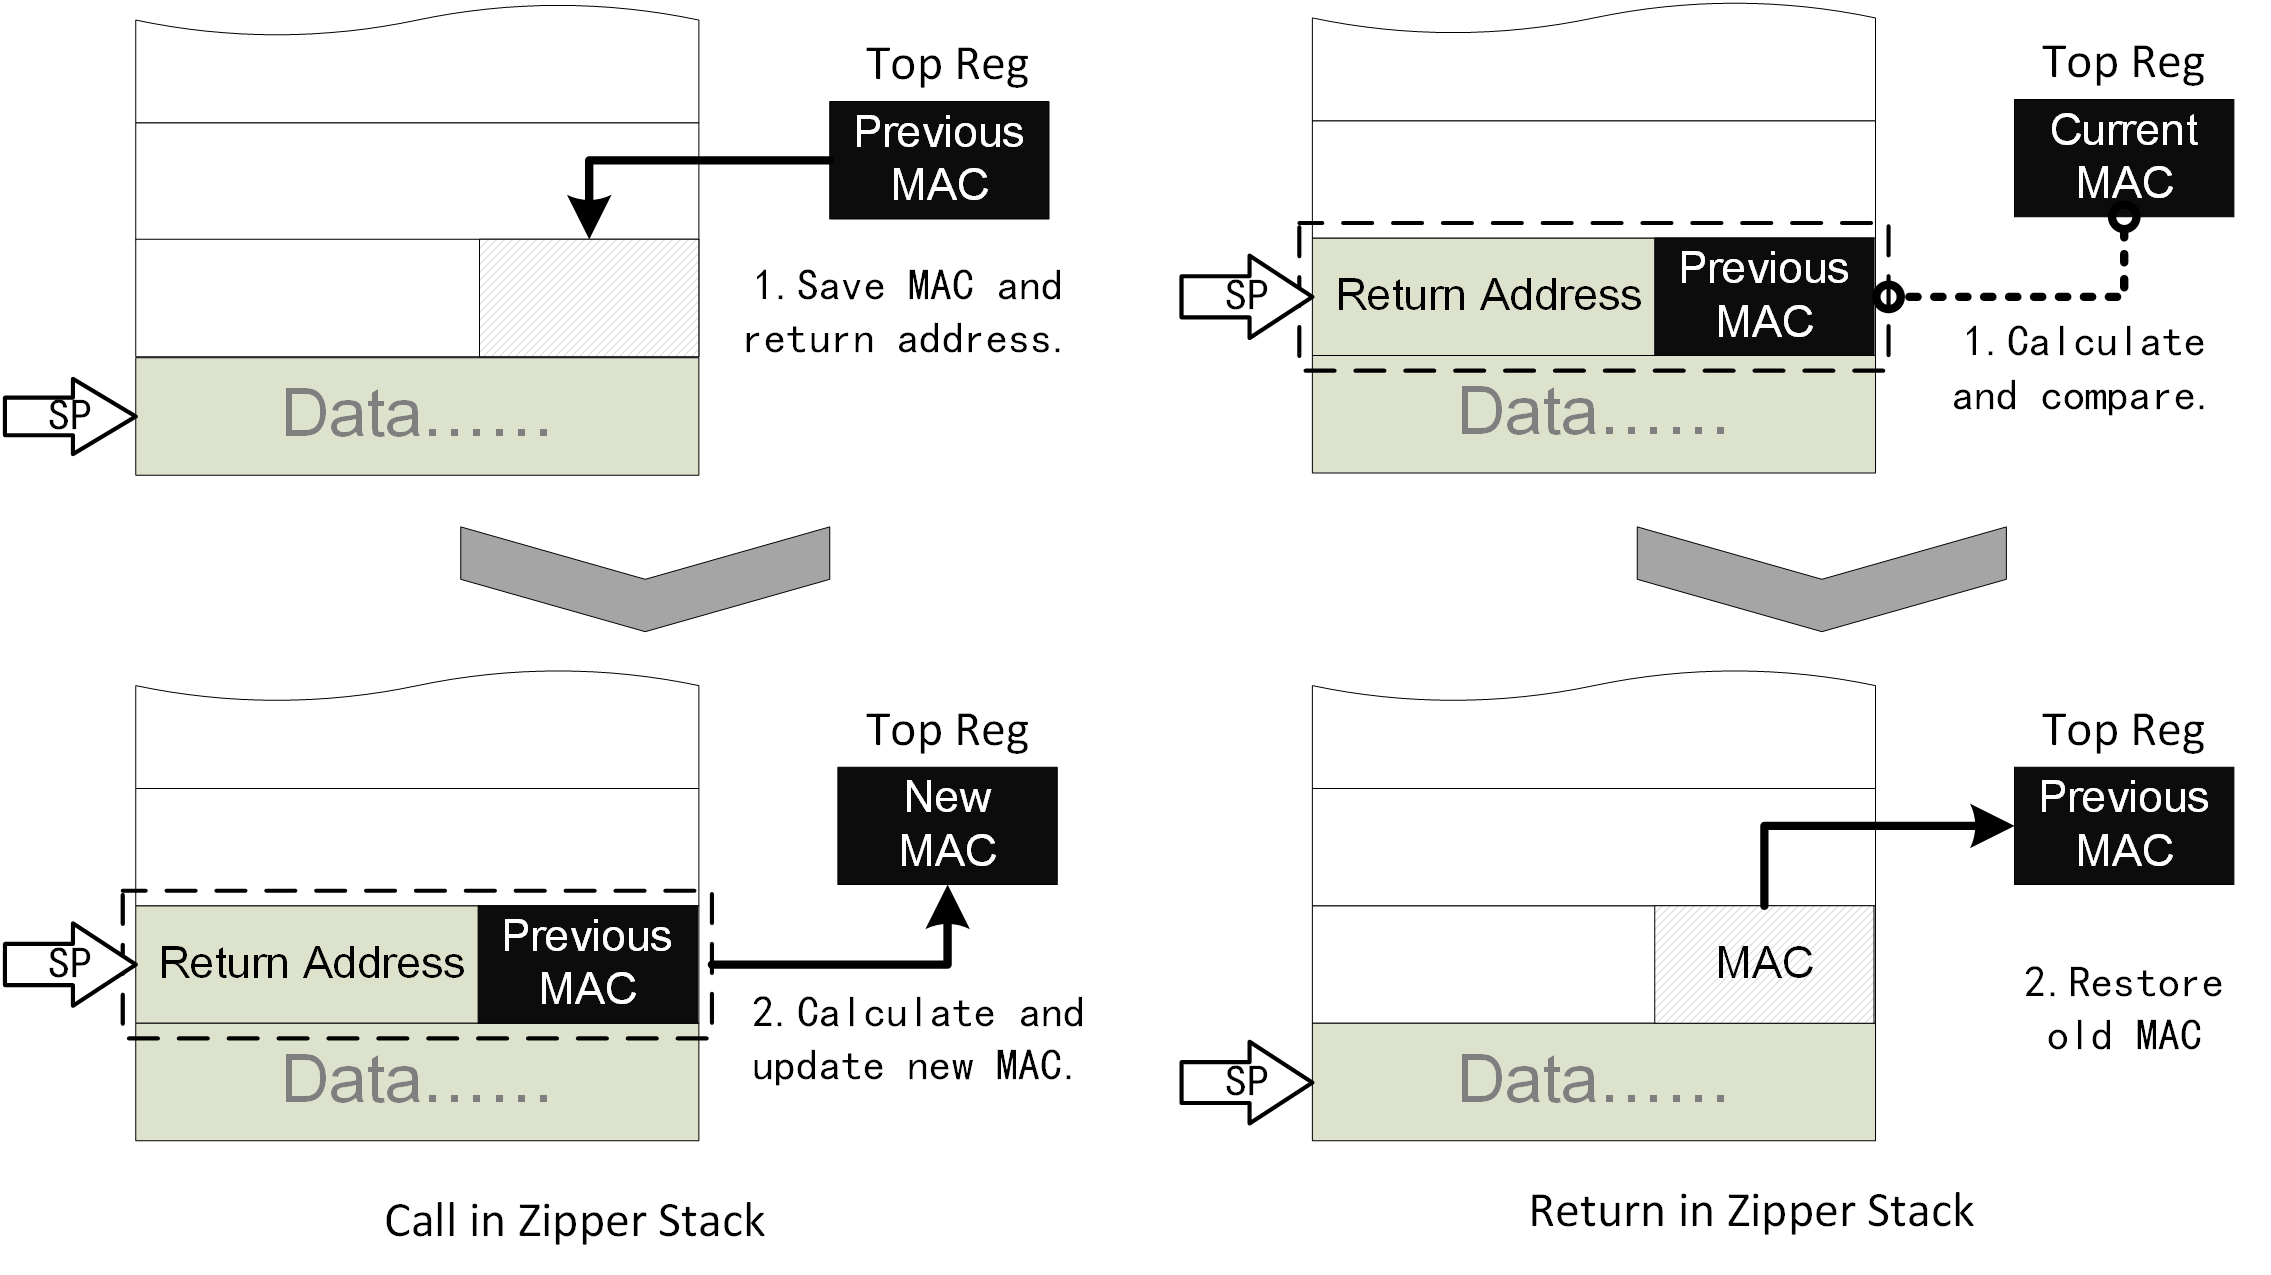 Top Reg
Previous
MAC
1.Save MAC and
return address.
SP
Data......
Top Reg
Current
MAC
SP
Return Address
Previous
MAC
1.Calculate
and compare.
Data......
Top Reg
New
MAC
SP
Return Address
Previous
MAC
2.Calculate and
update new MAC.
Data......
Call in Zipper Stack
Top Reg
Previous
MAC
MAC
2.Restore
old MAC
SP
Data......
Return in Zipper Stack